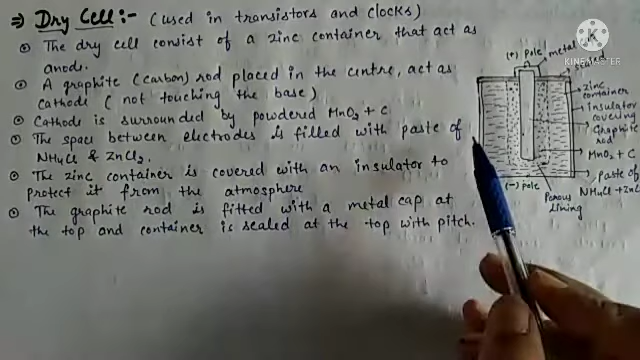 ⇒ Dry Cell:- (used in transistors and clocks)
The dry cell consist of a zinc container that act as
anode.
A graphite (carbon) rod placed in the centre, act as
cathode (not touching the base)
Cathode is surrounded by powdered MnO2 + C
The space between electrodes is filled with paste of
NH4Cl & ZnCl2.
The zinc container is covered with an insulator to
protect it from the atmosphere
The graphite rod is fitted with a metal cap at
the top and container is sealed at the top with pitch.
(+) pole
metal
zinc
container
insulator
covering
Graphite
rod
MnO2 + C
paste of
NH4Cl + ZnC
(-) pole
Porous
lining
K
KINEMASTER